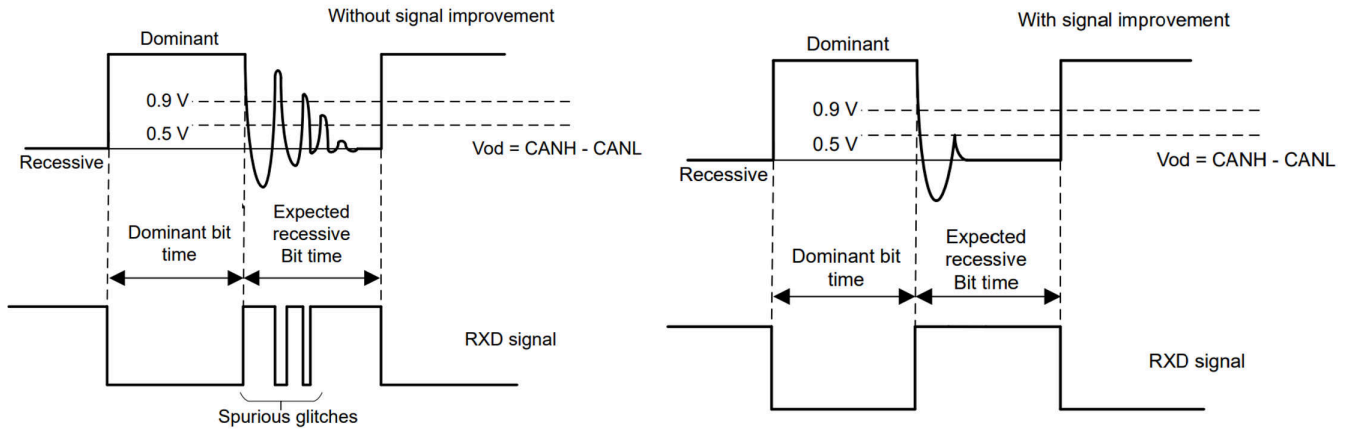 Without signal improvement
Dominant
0.9 V
0.5 V
Recessive
Vod = CANH - CANL
Dominant bit
time
Expected
recessive
Bit time
RXD signal
Spurious glitches
With signal improvement
Dominant
0.9 V
0.5 V
Recessive
Vod = CANH - CANL
Dominant bit
time
Expected
recessive
Bit time
RXD signal